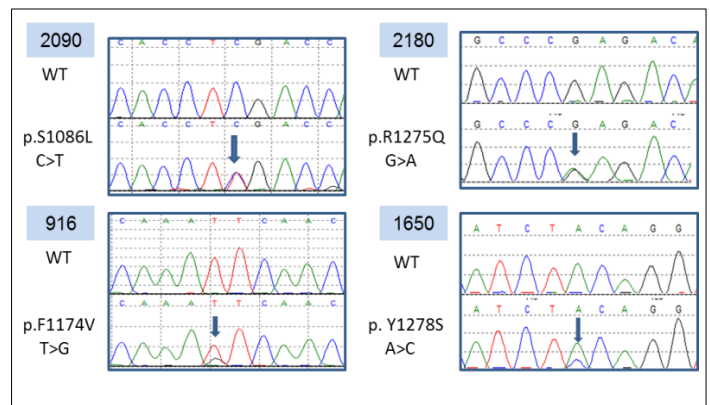 2090
WT
C A C C T C G A C C
p.S1086L
C>T
C A C C T C G A C C
2180
WT
G C C C G A G A C A
p.R1275Q
G>A
G C C C G A G A C
916
WT
C A A A T T C A A C
p.F1174V
T>G
C A A A T T C A A C
1650
WT
A T C T A C A G G
p. Y1278S
A>C
A T C T A C A G G